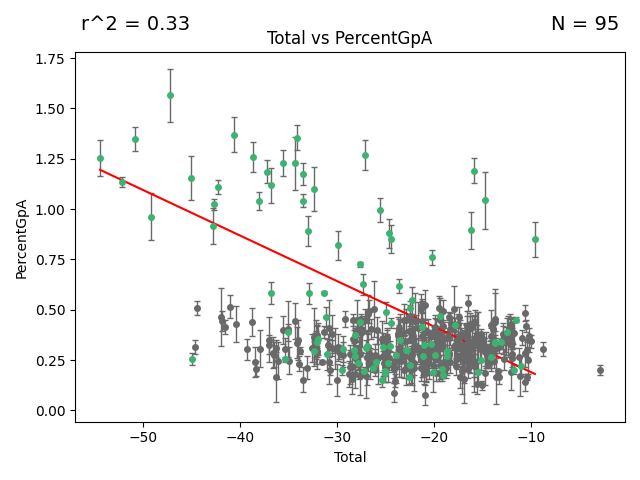 r^2 = 0.33 N = 95
Total vs PercentGpA
1.75
1.50
1.25
1.00
0.75
0.50
0.25
0.00
PercentGpA
−50 −40 −30 −20 −10
Total